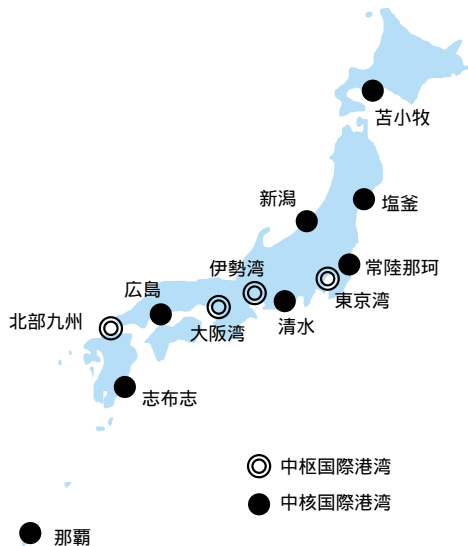 苫小牧
新潟
塩釜
伊勢湾
常陸那珂
広島
東京湾
北部九州
大阪湾
清水
志布志
中枢国際港湾
中核国際港湾
那覇